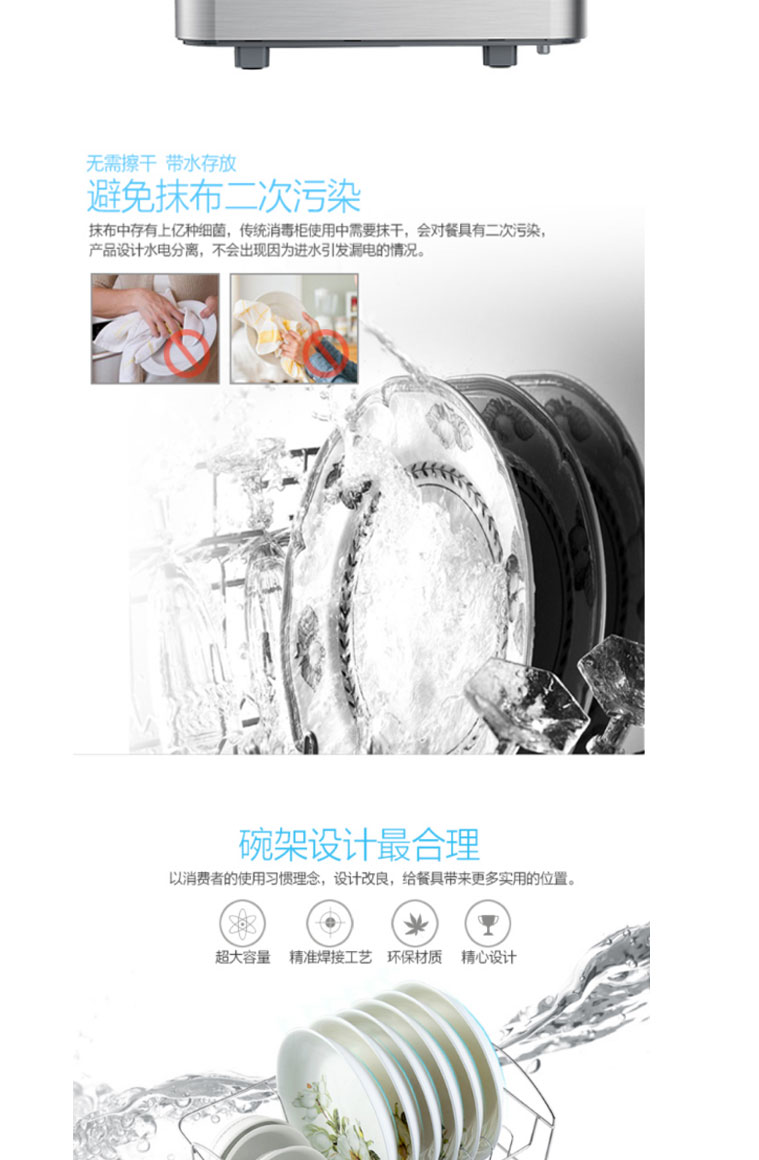 无需擦干 带水存放
避免抹布二次污染
抹布中存有上亿种细菌，传统消毒柜使用中需要抹干，会对餐具有二次污染，
产品设计水电分离，不会出现因为进水引发漏电的情况。
碗架设计最合理
以消费者的使用习惯理念，设计改良，给餐具带来更多实用的位置。
超大容量 精准焊接工艺 环保材质 精心设计